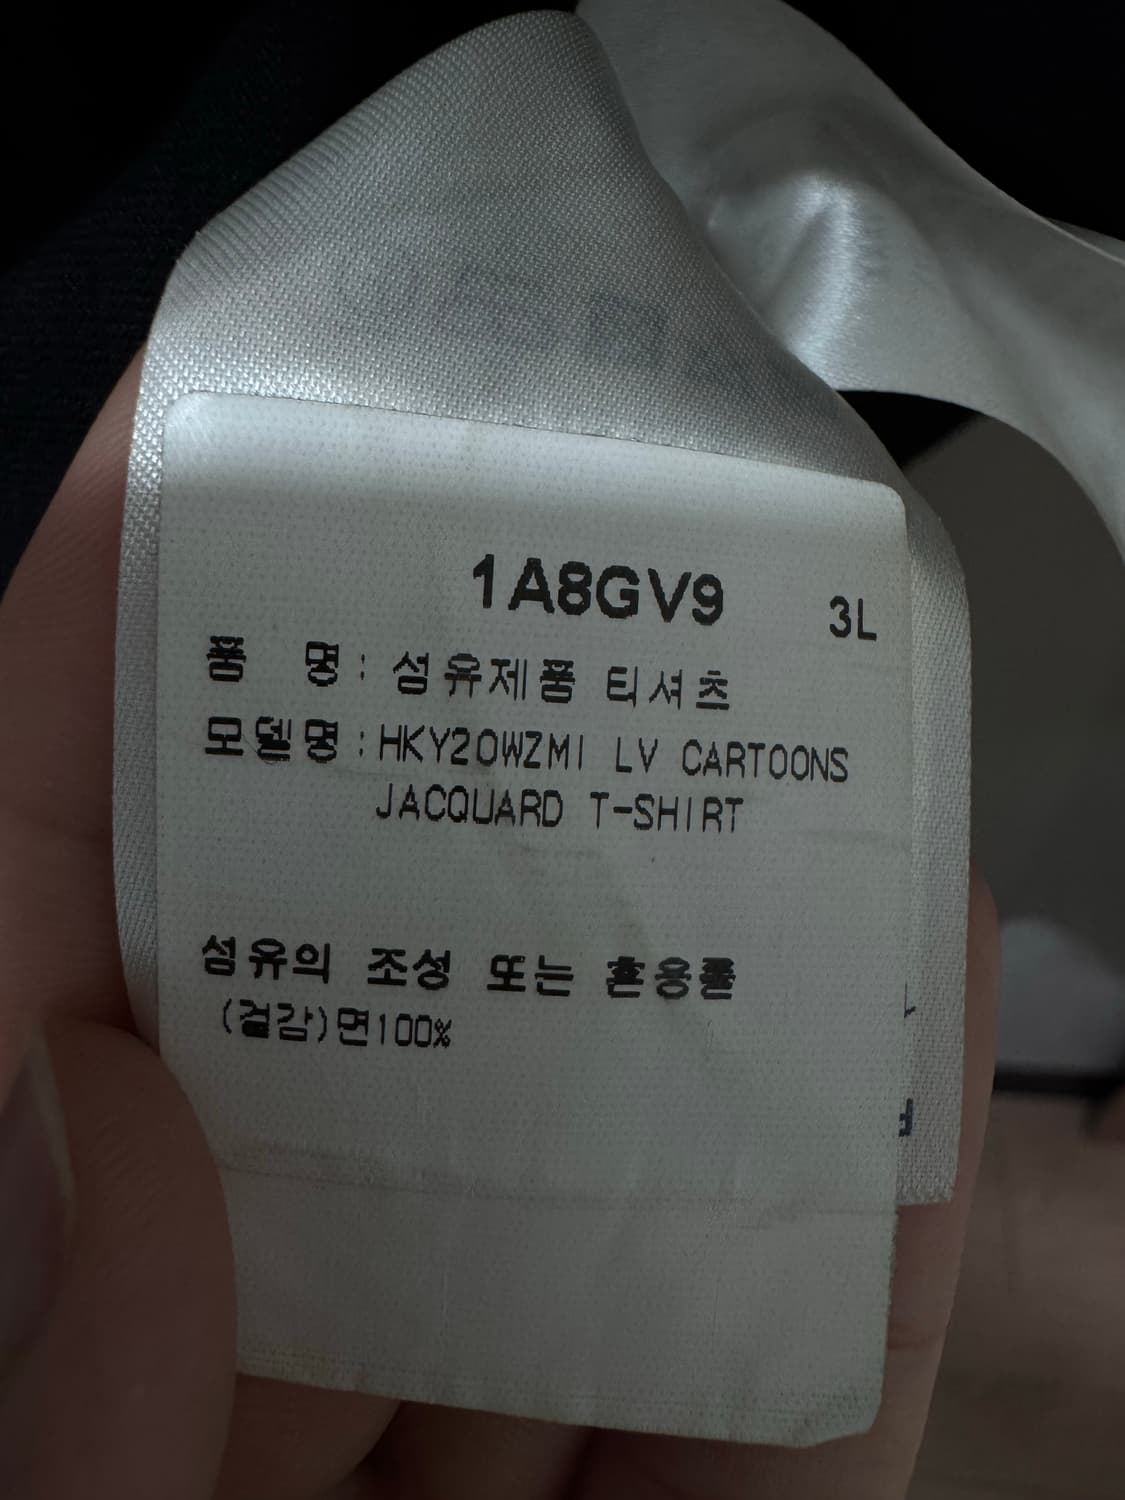 1A8GV9 3L
품 명 : 섬유제품 티셔츠
모델명 : HKY20WZMI LV CARTOONS
JACQUARD T-SHIRT
섬유의 조성 또는 혼용률
(겉감)면100%